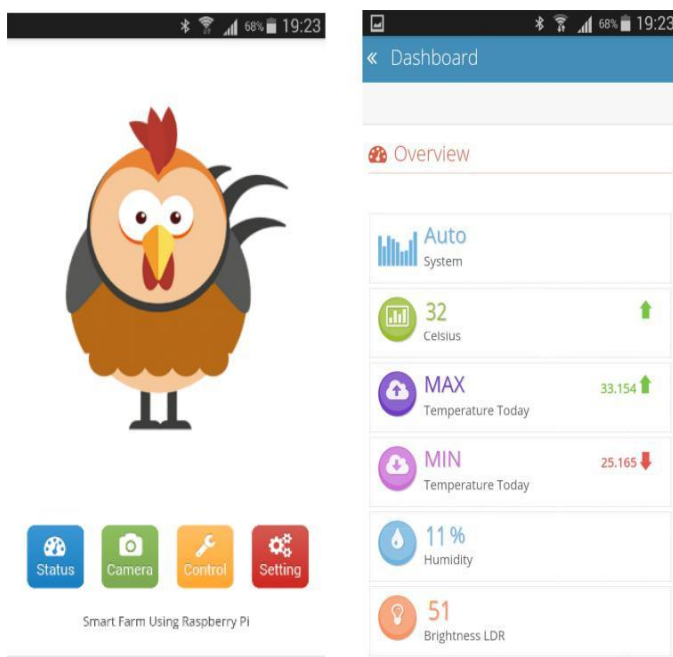 68% 19:23
Status
Camera
Control
Setting
Smart Farm Using Raspberry Pi
68% 19:23
« Dashboard
Overview
Auto
System
32
Celsius
MAX
33.154
Temperature Today
MIN
25.165
Temperature Today
11 %
Humidity
51
Brightness LDR